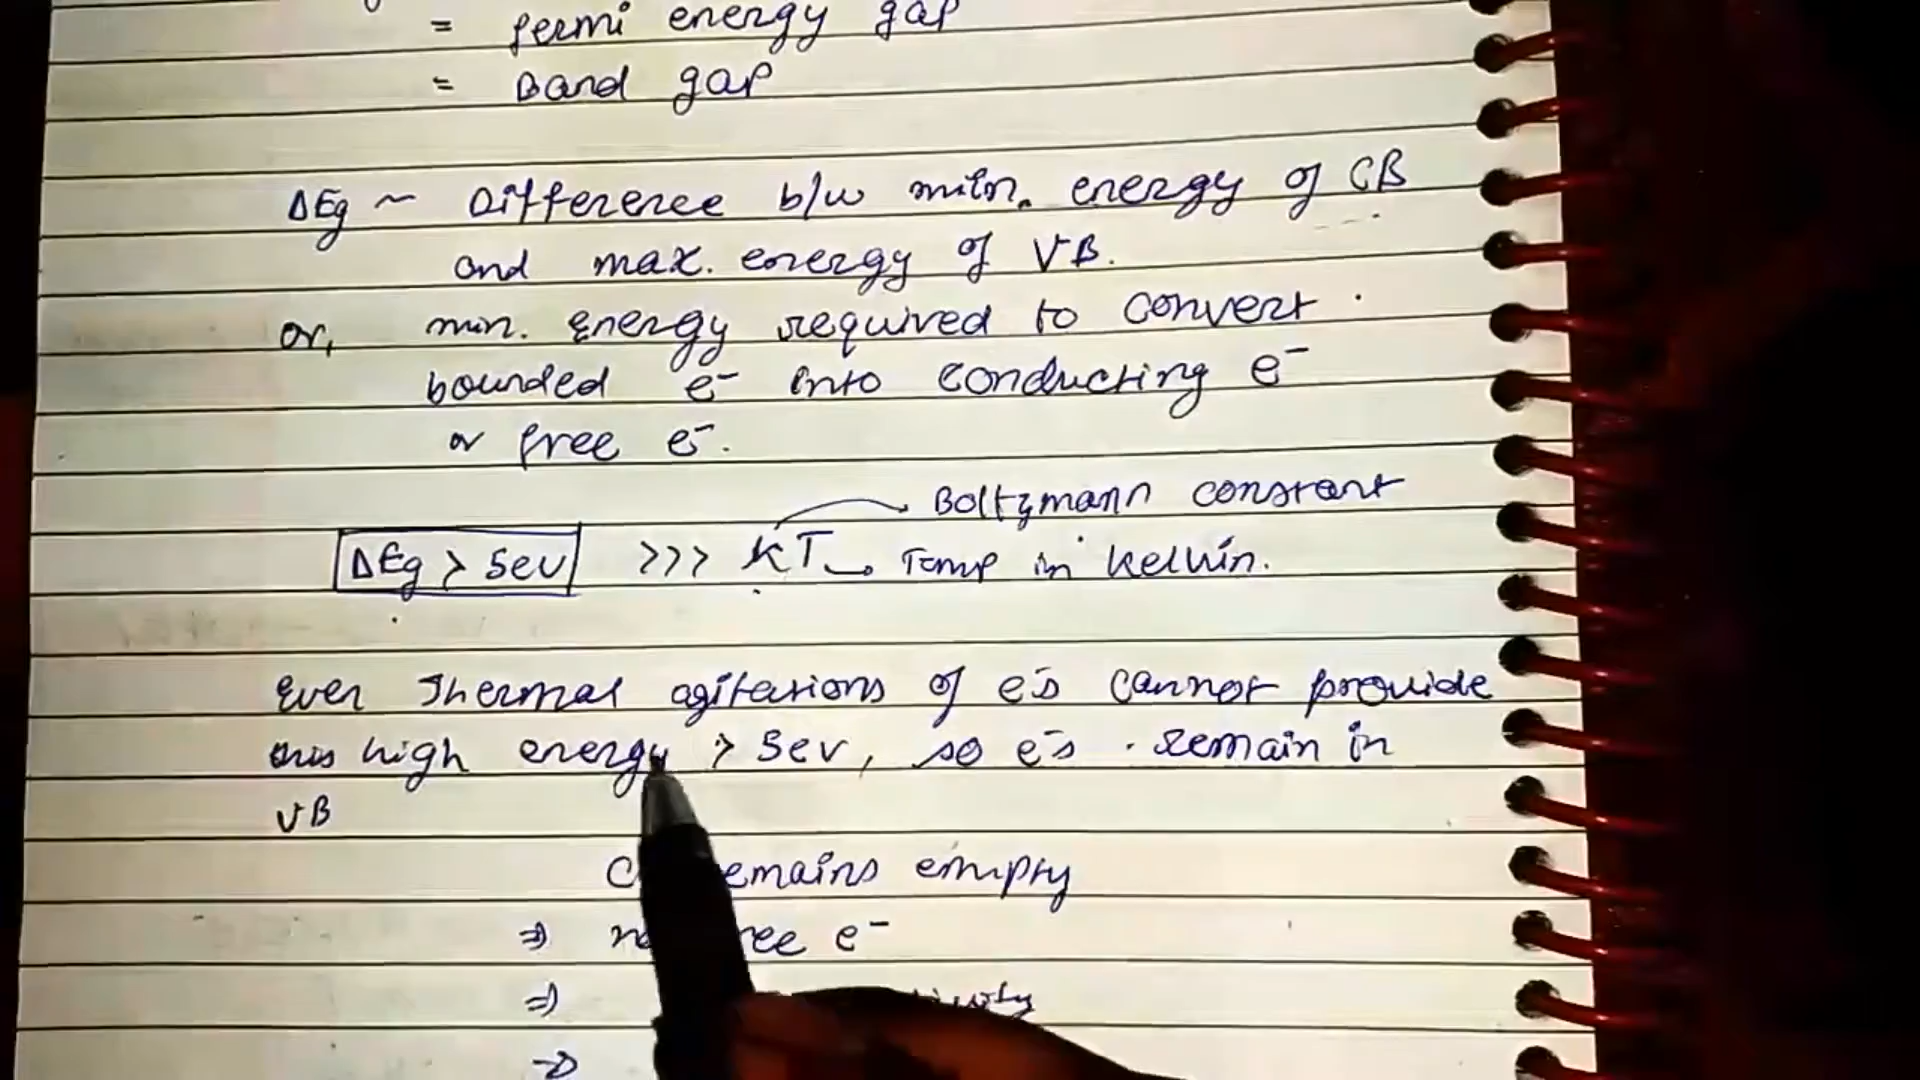 = fermi energy gap
= Band gap
ΔEg ~ Difference b/w min. energy of CB
and max. energy of VB.
or, min. energy required to convert
bounded e⁻ into conducting e⁻
or free e⁻.
Boltzmann constant
ΔEg > 5ev >>> KT → Temp in Kelvin.
Even Thermal agitations of e⁻s cannot provide
this high energy > 5ev, so e⁻s remain in
VB
emains empty
⇒ ee e⁻
⇒
⇒